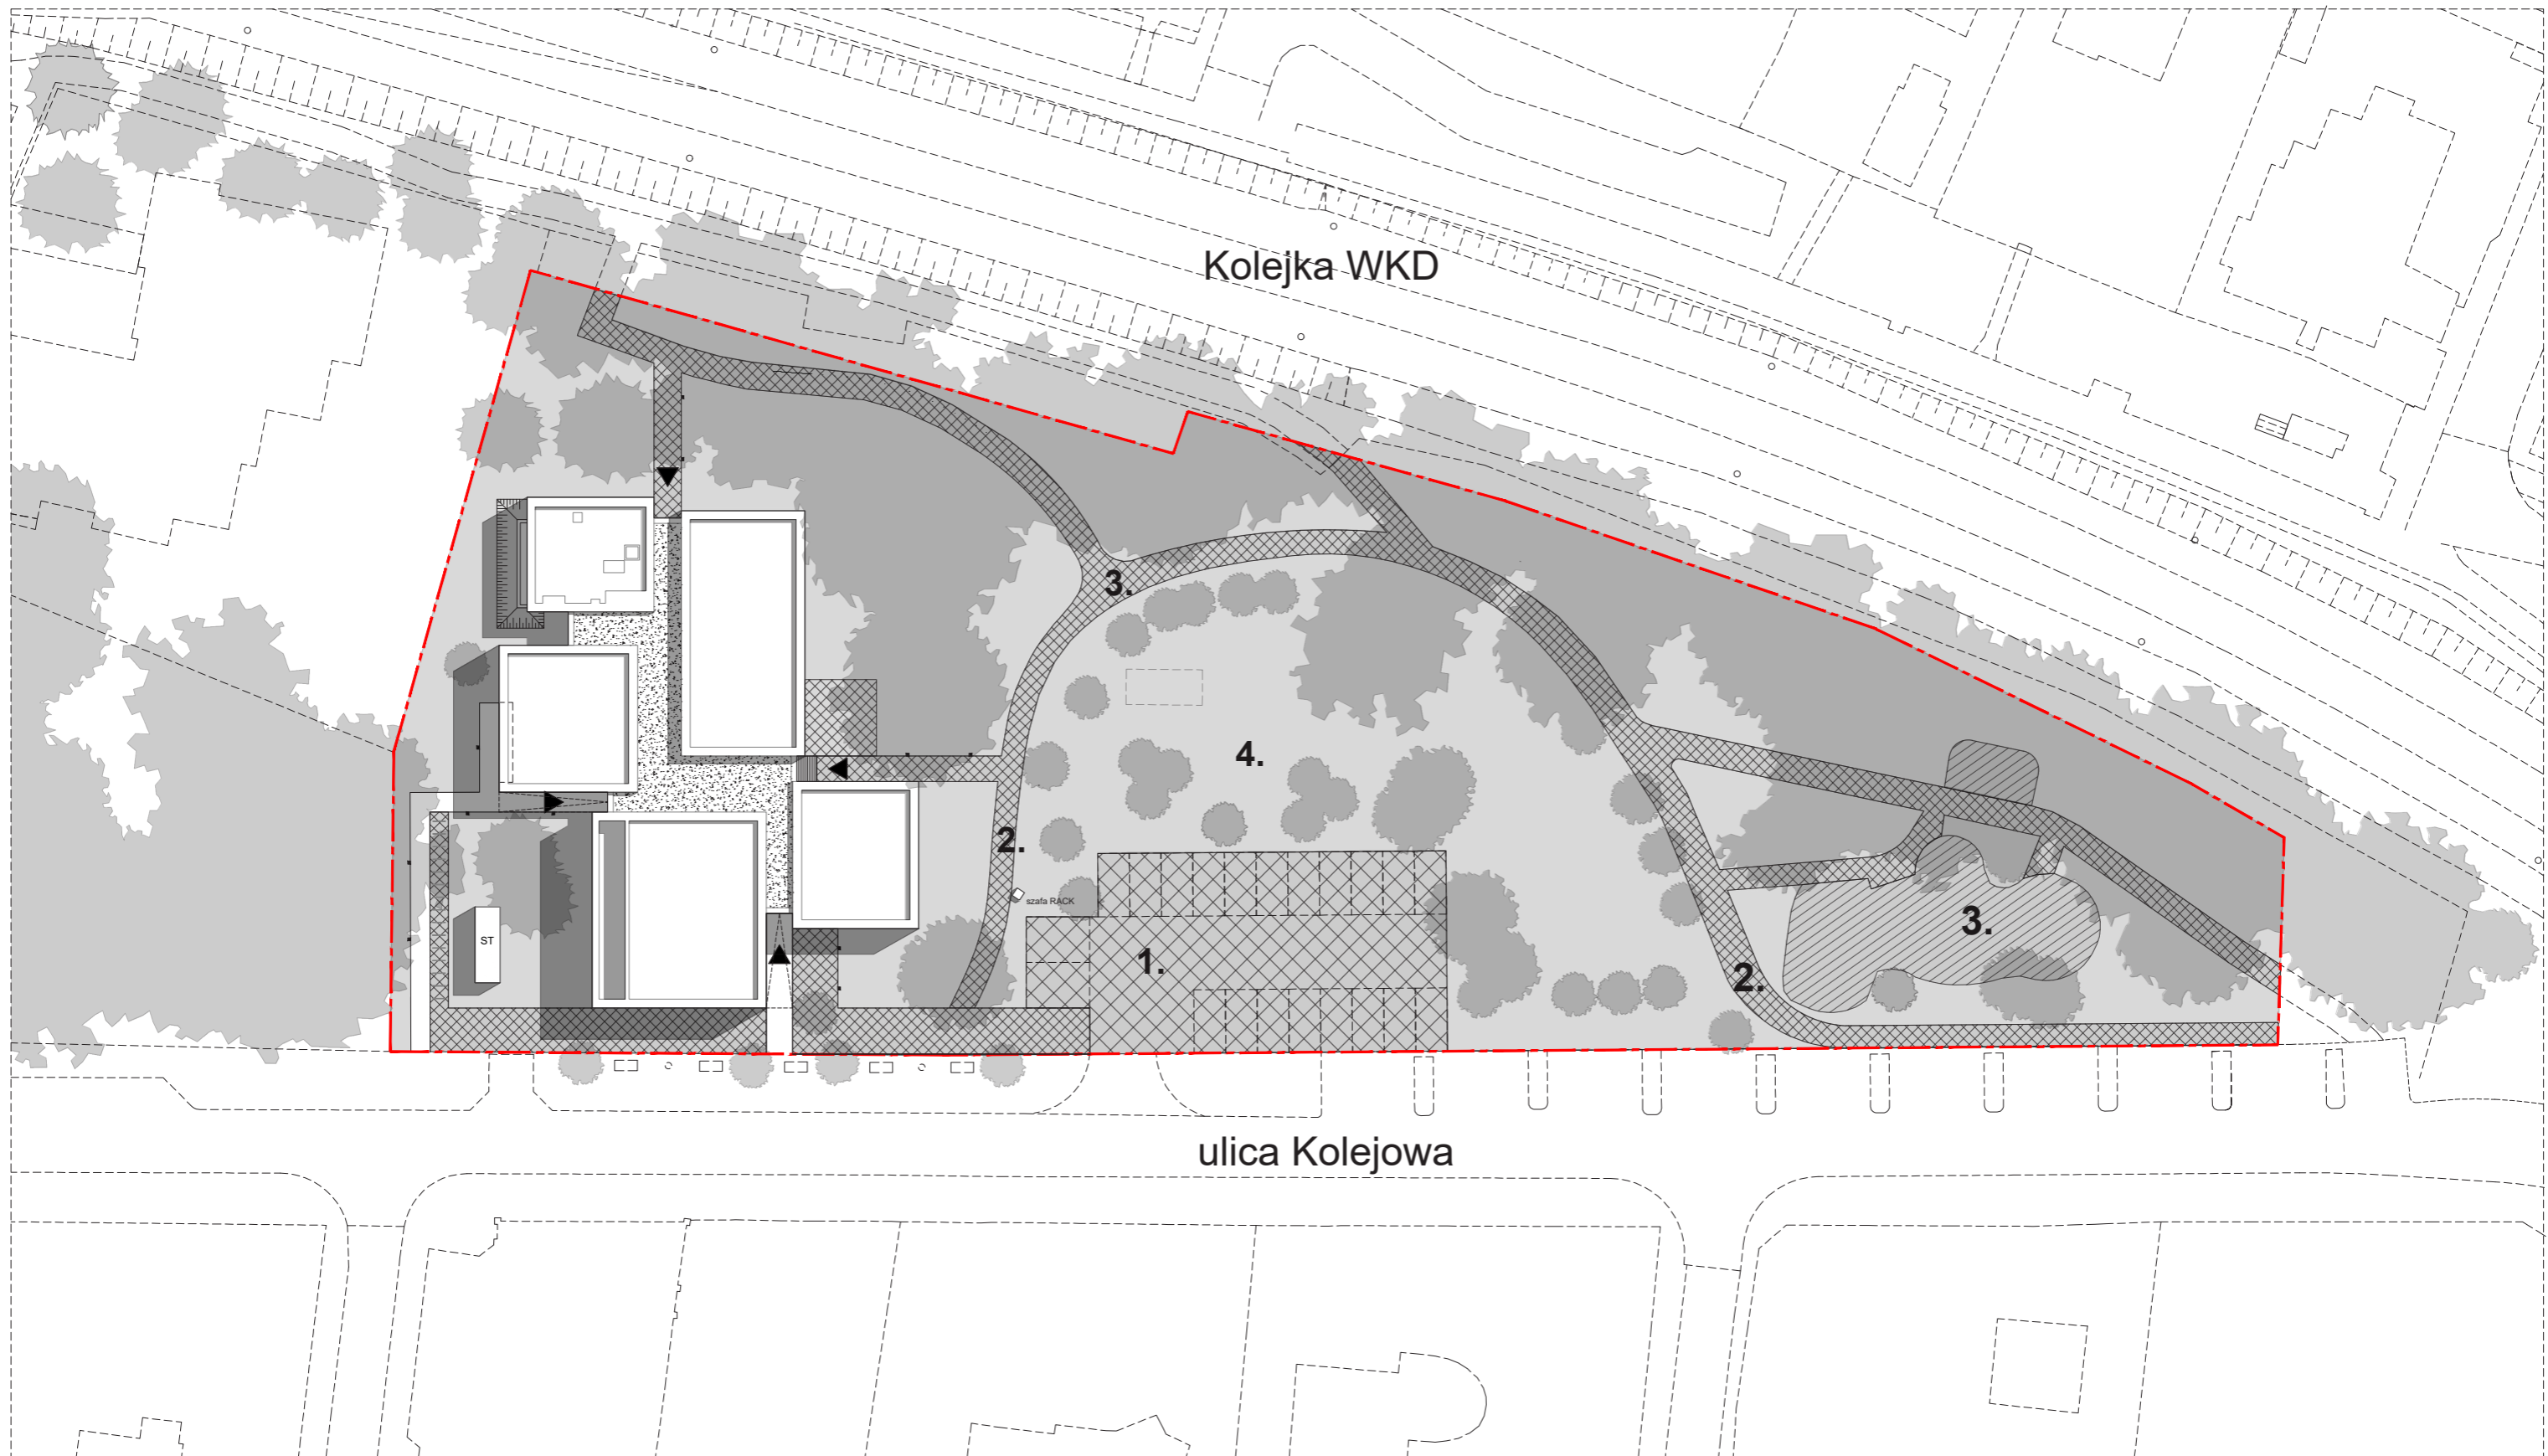 Kolejka WKD
3.
4.
2.
szafa RACK
3.
ST
1.
2.
ulica Kolejowa